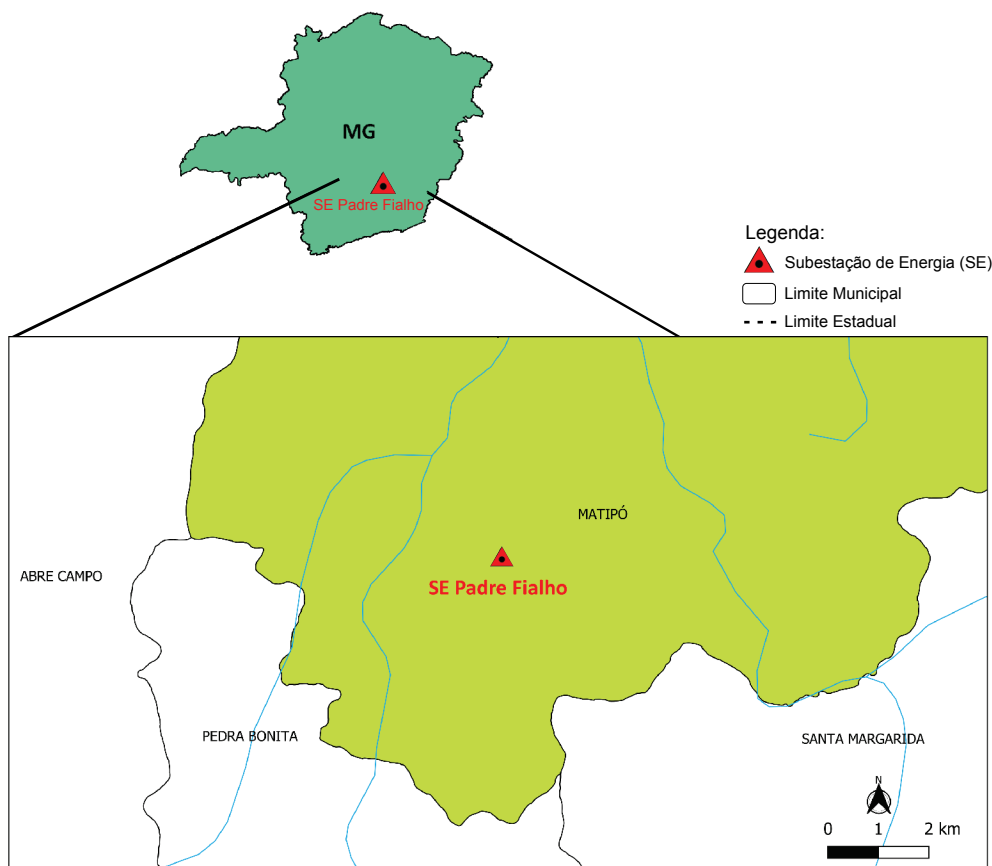 MG
SE Padre Fialho
Legenda:
Subestação de Energia (SE)
Limite Municipal
Limite Estadual
MATIPÓ
ABRE CAMPO
SE Padre Fialho
PEDRA BONITA
SANTA MARGARIDA
N
0 1 2 km